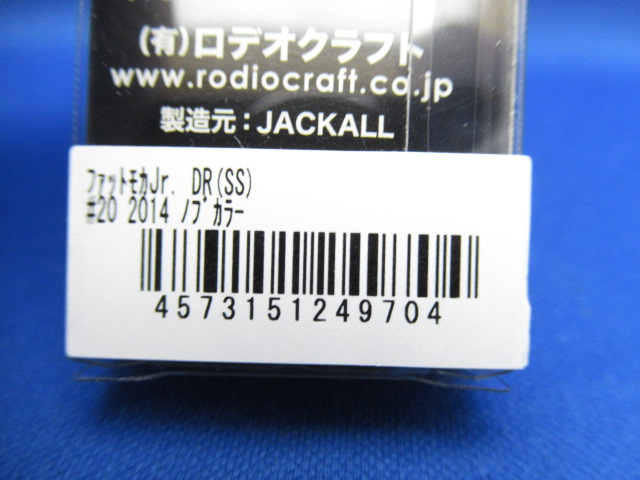 (有)ロデオクラフト
www.rodiocraft.co.jp
製造元:JACKALL
ﾌｧｯﾄﾓｶJr. DR(SS)
#20 2014 ﾉﾌﾞｶﾗｰ
4573151249704